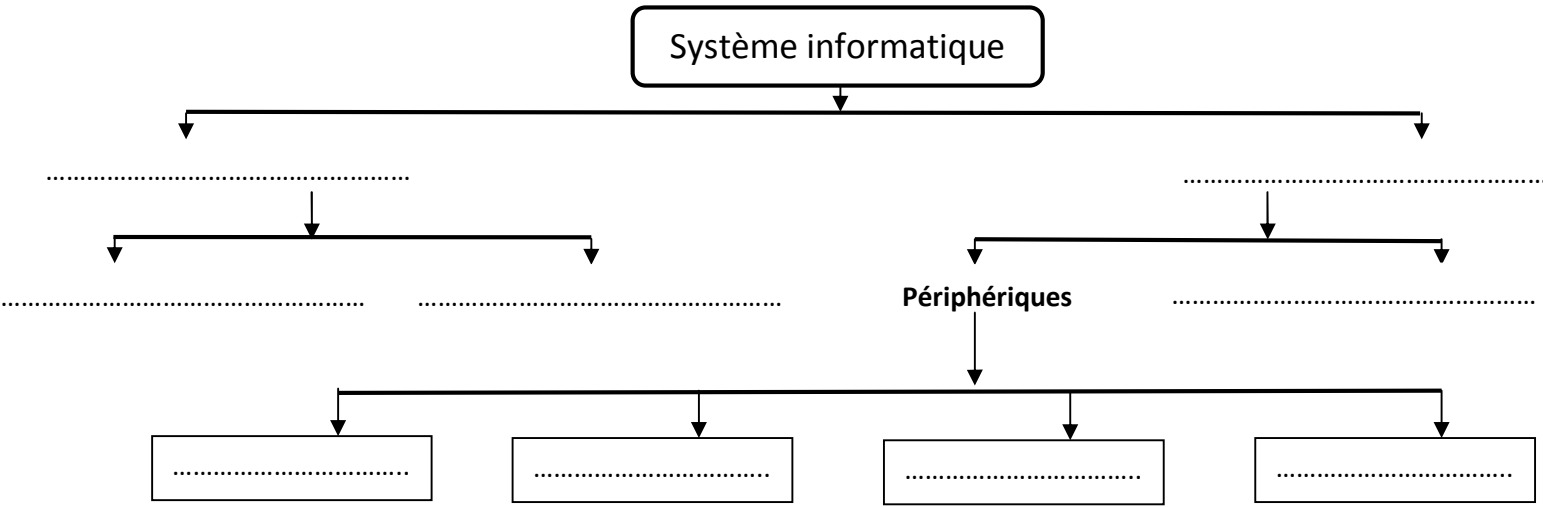 Système informatique
……………………………………………… ………………………………………………
……………………………………………… ……………………………………………… Périphériques ………………………………………………
…………………………….. …………………………….. …………………………….. ……………………………..